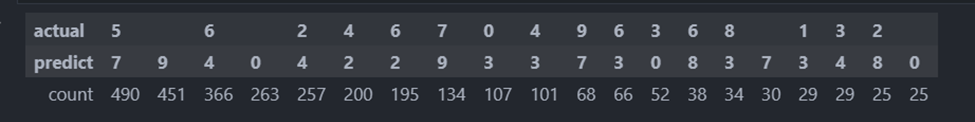 actual 5 6 2 4 6 7 0 4 9 6 3 6 8 1 3 2
predict 7 9 4 0 4 2 2 9 3 3 7 3 0 8 3 7 3 4 8 0
count 490 451 366 263 257 200 195 134 107 101 68 66 52 38 34 30 29 29 25 25